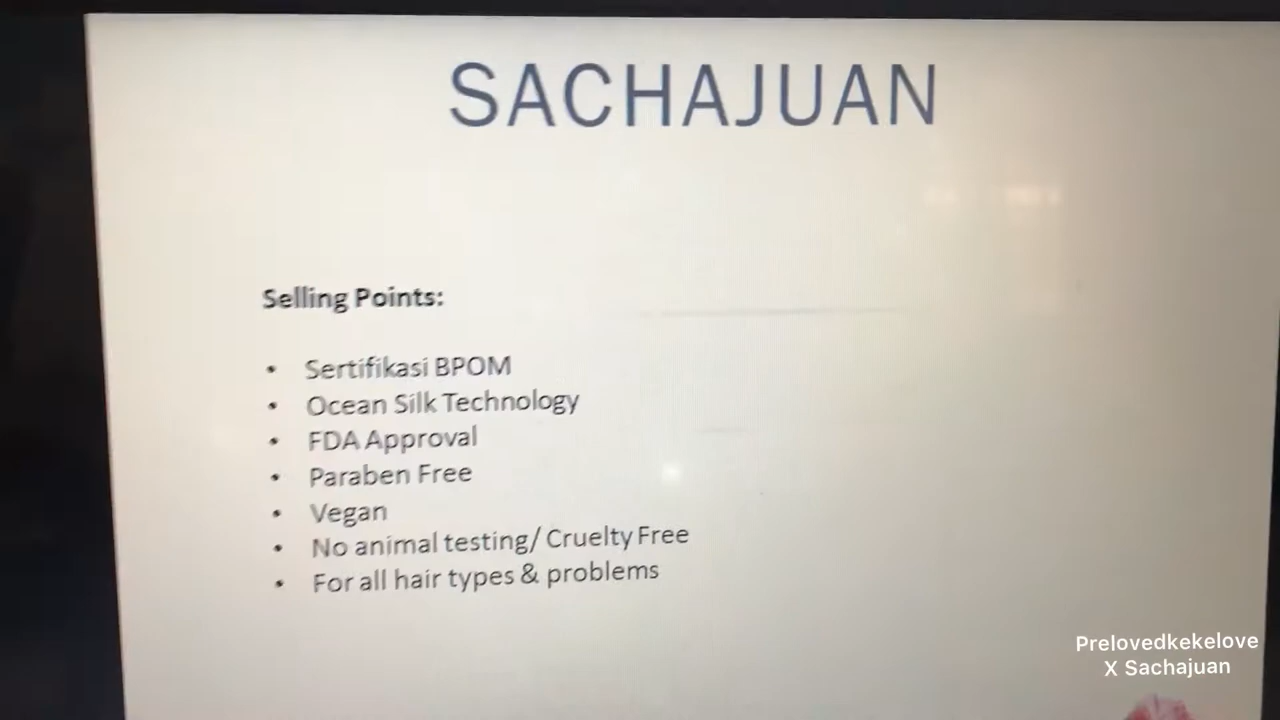 SACHAJUAN
Selling Points:
• Sertifikasi BPOM
• Ocean Silk Technology
• FDA Approval
• Paraben Free
• Vegan
• No animal testing/ Cruelty Free
• For all hair types & problems
Prelovedkekelove
X Sachajuan